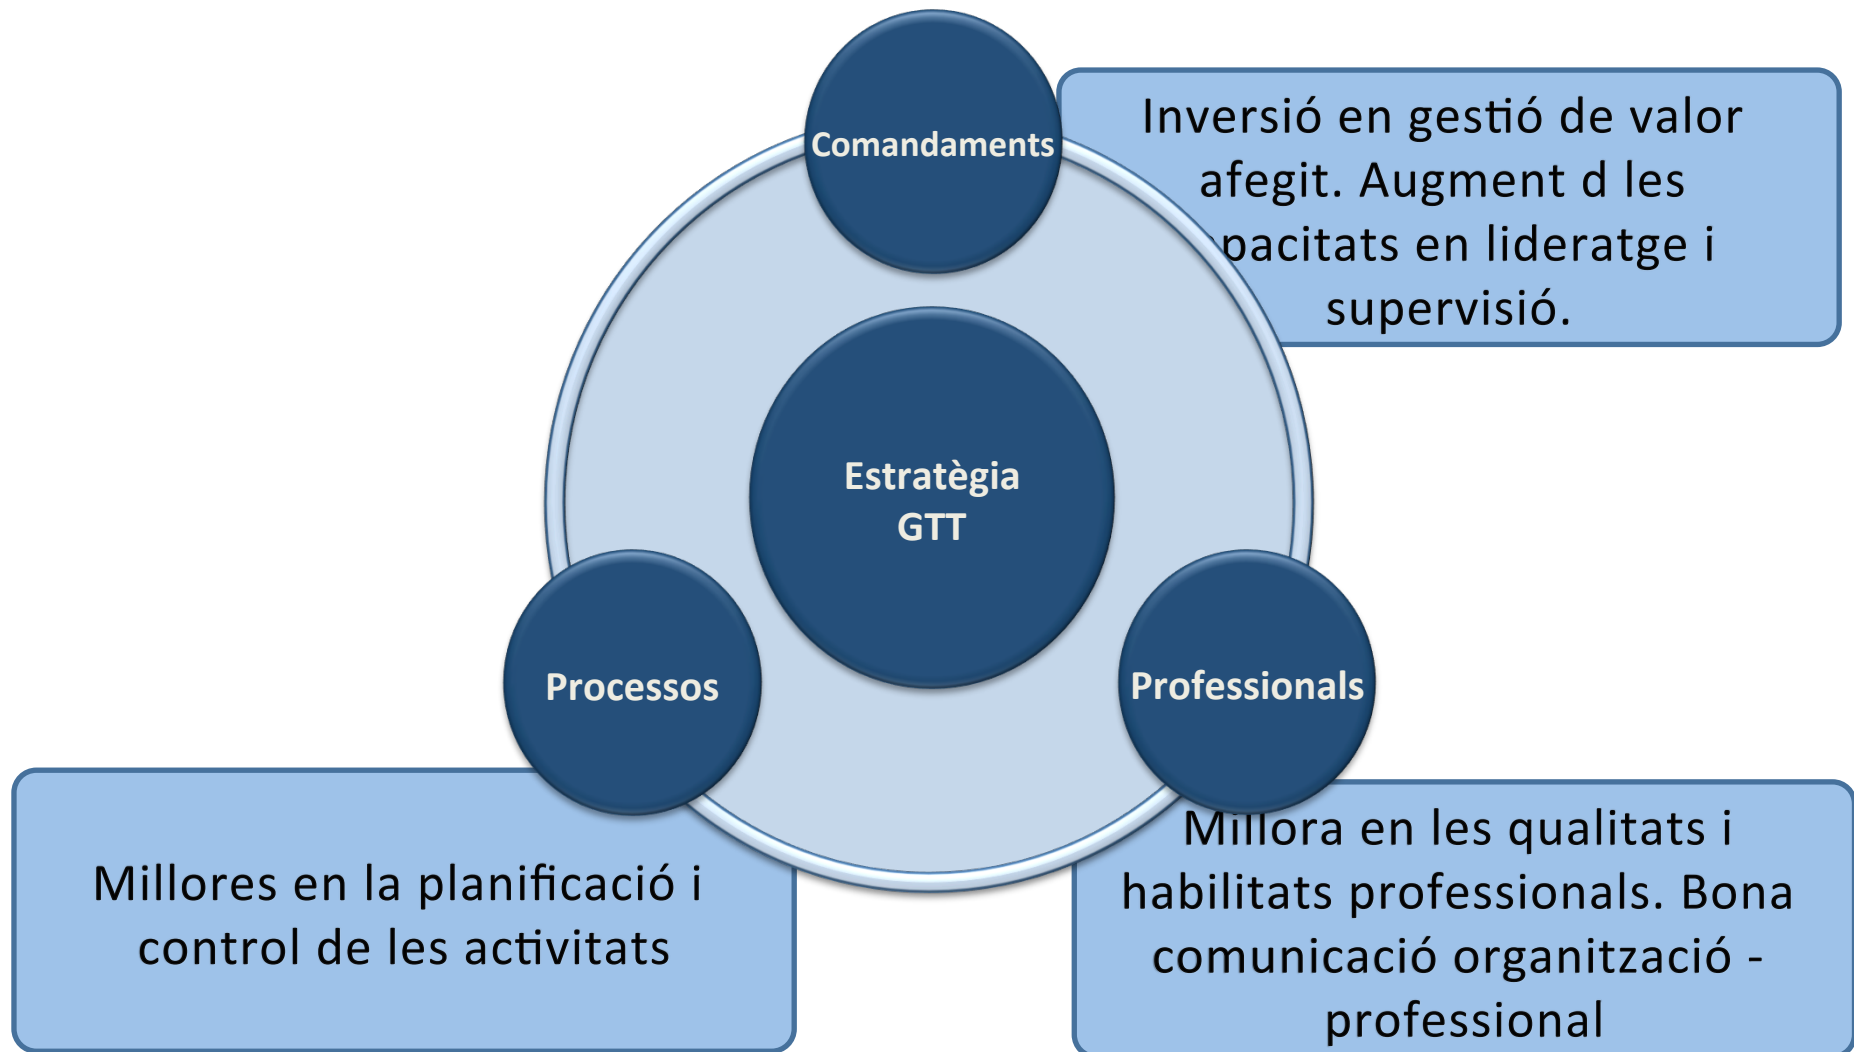 Comandaments
Inversió en gestió de valor
afegit. Augment d les
pacitats en lideratge i
supervisió.
Estratègia
GTT
Processos
Professionals
Millores en la planificació i
control de les activitats
Millora en les qualitats i
habilitats professionals. Bona
comunicació organització -
professional